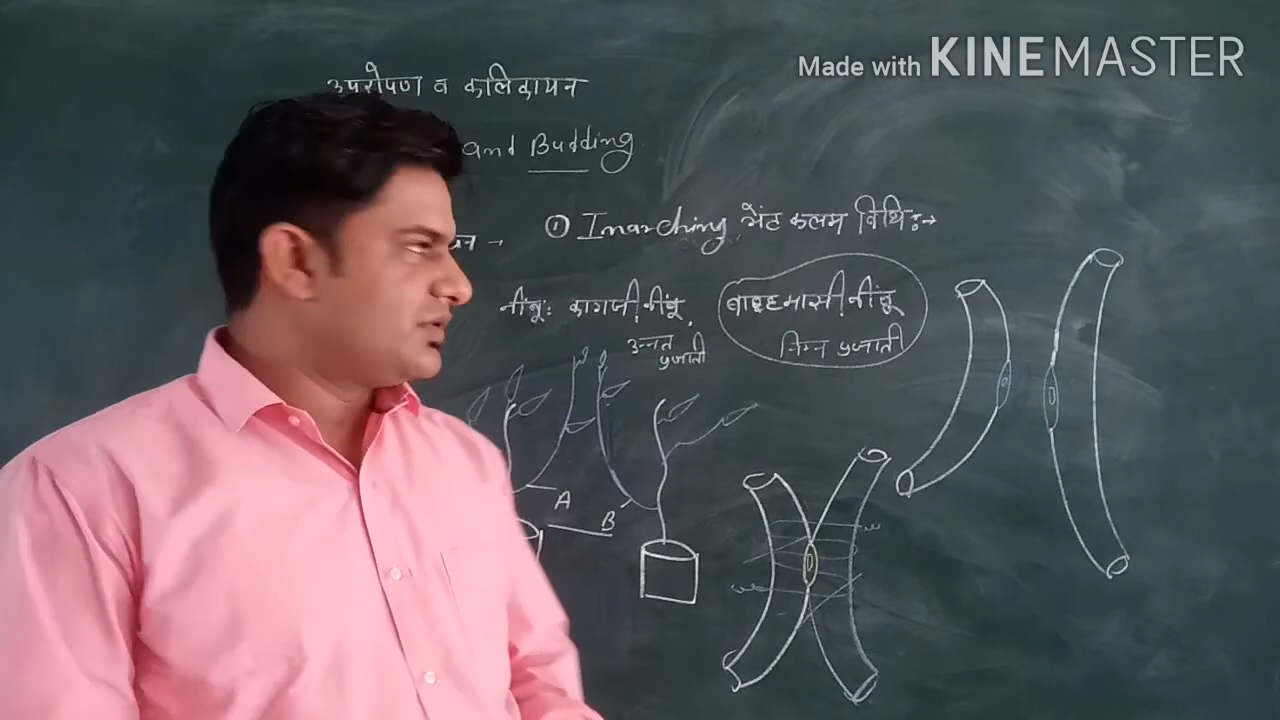 Made with KINEMASTER
उपरोपण व कलिकायन
and Budding
① Inarching भेंट कलम विधि:→
नींबू: कागजी नींबू, बारहमासी नींबू
उन्नत प्रजाती निम्न प्रजाती
A
B